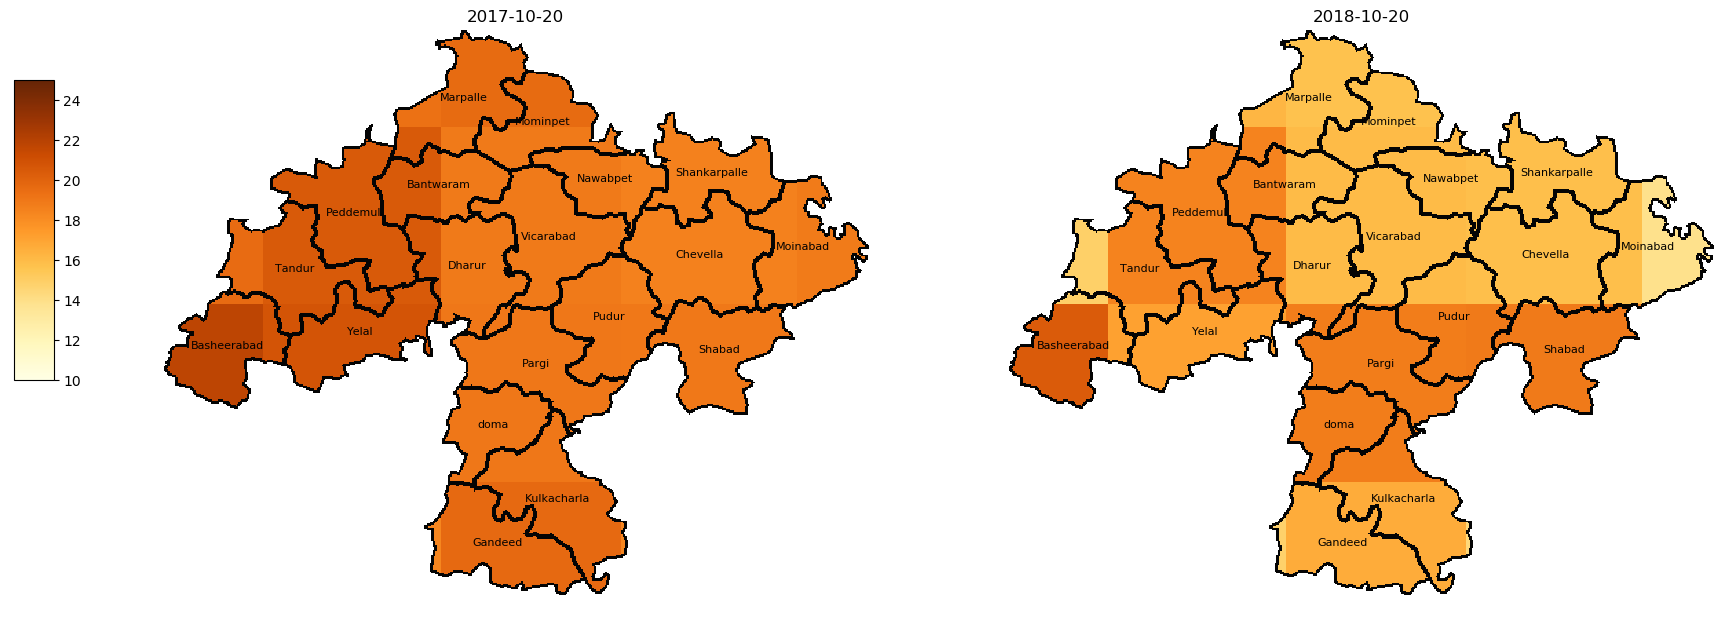 2017-10-20
2018-10-20
24
22
20
18
16
14
12
10
Marpalle
Mominpet
Bantwaram
Nawabpet
Shankarpalle
Peddemul
Vicarabad
Moinabad
Chevella
Dharur
Tandur
Pudur
Yelal
Basheerabad
Shabad
Pargi
doma
Kulkacharla
Gandeed
Marpalle
Mominpet
Bantwaram
Nawabpet
Shankarpalle
Peddemul
Vicarabad
Moinabad
Chevella
Dharur
Tandur
Pudur
Yelal
Basheerabad
Shabad
Pargi
doma
Kulkacharla
Gandeed